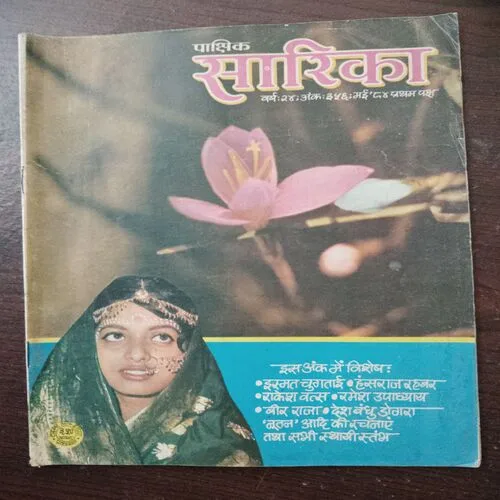 पाक्षिक
सारिका
वर्ष:२४:अंक:३५६:मई'८४ प्रथम पक्ष
इस अंक में विशेष:
•इस्मत चुगताई •हंसराज रहबर
•राकेश वत्स •रमेश उपाध्याय
•वीर राजा •देश बंधु डोगरा
'नूतन' आदि की रचनाएं
तथा सभी स्थायी स्तंभ